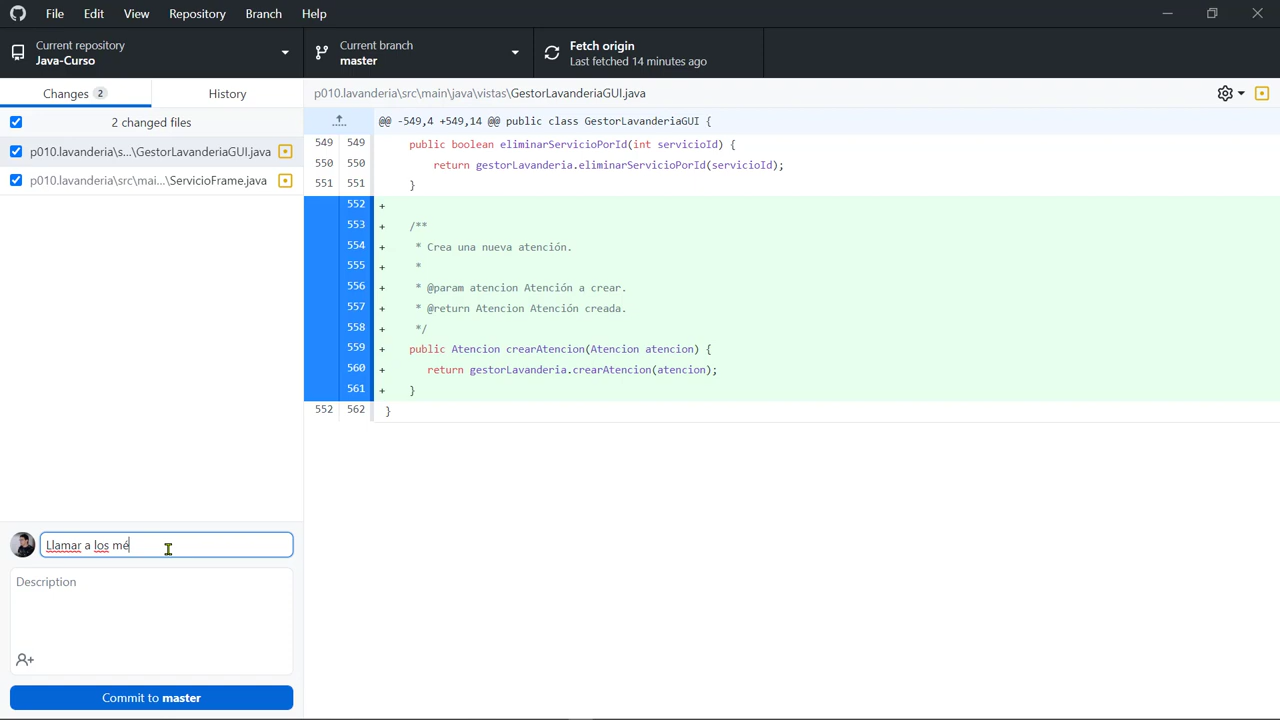 File Edit View Repository Branch Help
Current repository
Java-Curso
Current branch
master
Fetch origin
Last fetched 14 minutes ago
Changes 2
History
p010.lavanderia\src\main\java\vistas\GestorLavanderiaGUI.java
2 changed files
p010.lavanderia\s...\GestorLavanderiaGUI.java
p010.lavanderia\src\mai...\ServicioFrame.java
@@ -549,4 +549,14 @@ public class GestorLavanderiaGUI {
549 549 public boolean eliminarServicioPorId(int servicioId) {
550 550 return gestorLavanderia.eliminarServicioPorId(servicioId);
551 551 }
552 +
553 + /**
554 + * Crea una nueva atención.
555 + *
556 + * @param atencion Atención a crear.
557 + * @return Atencion Atención creada.
558 + */
559 + public Atencion crearAtencion(Atencion atencion) {
560 + return gestorLavanderia.crearAtencion(atencion);
561 + }
552 562 }
Llamar a los mé
Description
Commit to master